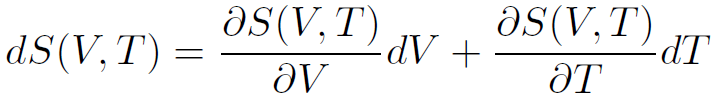 dS(V, T) = ∂S(V, T)/∂V dV + ∂S(V, T)/∂T dT